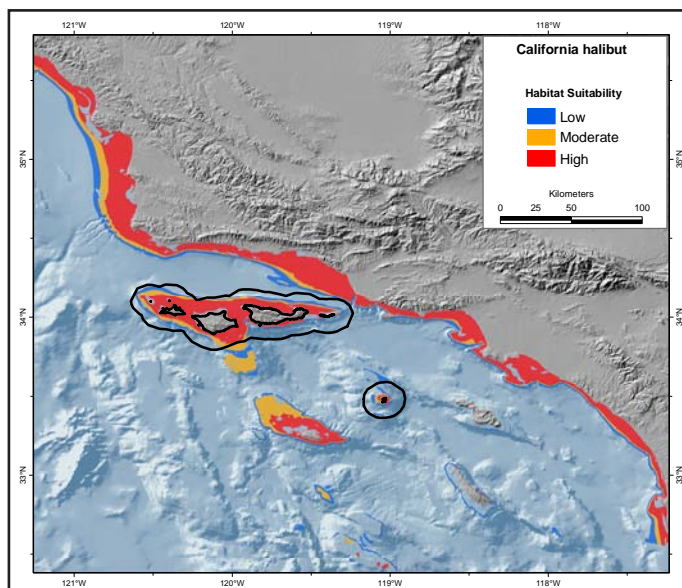 121°W 120°W 119°W 118°W
California halibut
Habitat Suitability
Low
Moderate
High
Kilometers
0 25 50 100
35°N 35°N
34°N 34°N
33°N 33°N
121°W 120°W 119°W 118°W